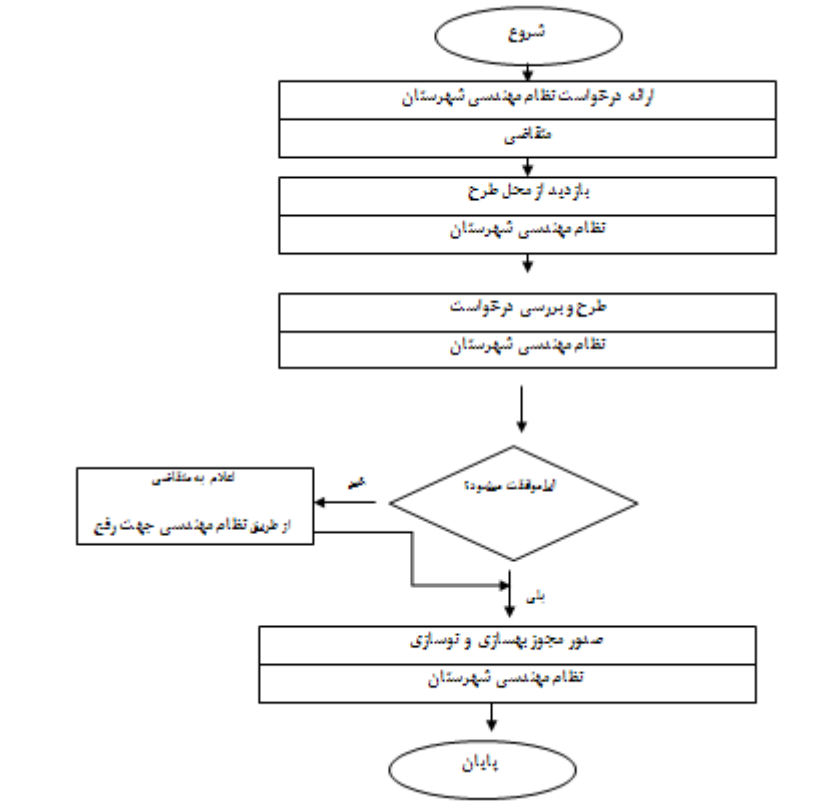 شروع
ارائه درخواست نظام مهندسی شهرستان
متقاضی
بازدید از محل طرح
نظام مهندسی شهرستان
طرح و بررسی درخواست
نظام مهندسی شهرستان
ایا موافقت میشود؟
خیر
اعلام به متقاضی
از طریق نظام مهندسی جهت رفع
بلی
صدور مجوز بهسازی و نوسازی
نظام مهندسی شهرستان
پایان